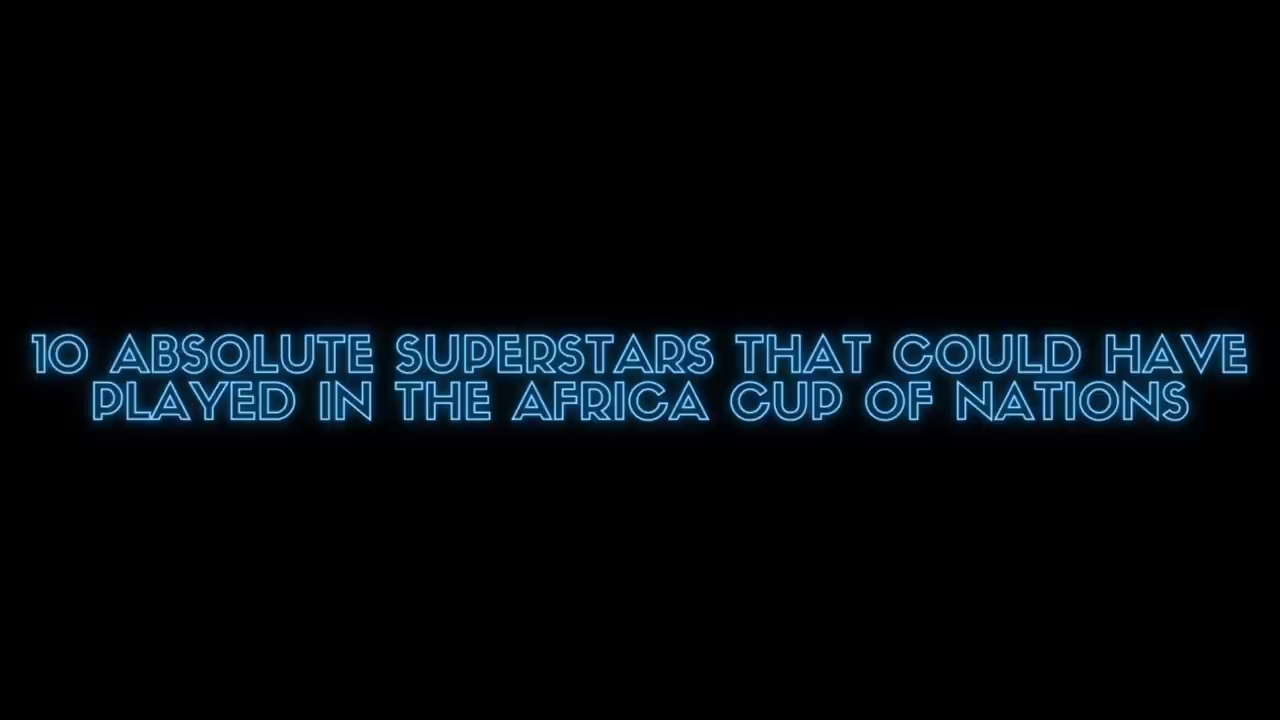 10 ABSOLUTE SUPERSTARS THAT COULD HAVE
PLAYED IN THE AFRICA CUP OF NATIONS